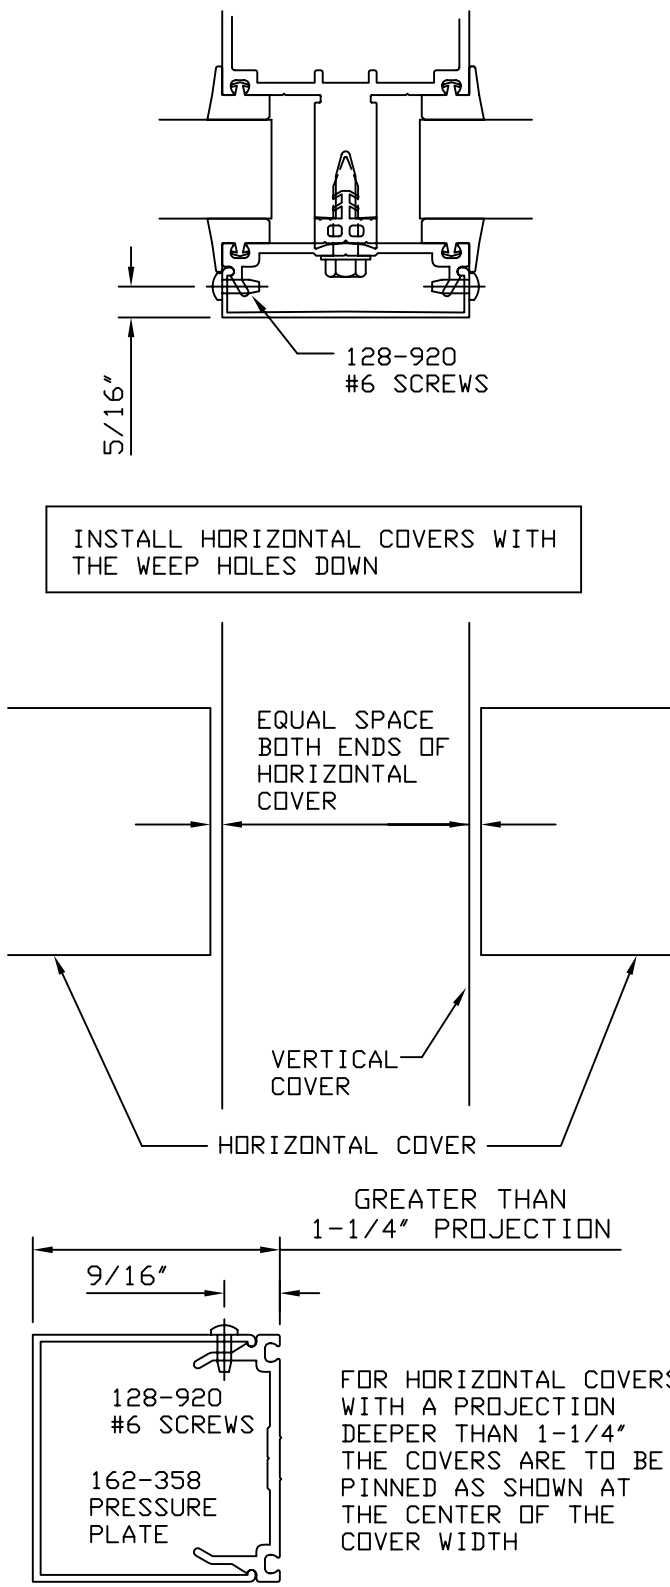 128-920
#6 SCREWS
5/16"
INSTALL HORIZONTAL COVERS WITH
THE WEEP HOLES DOWN
EQUAL SPACE
BOTH ENDS OF
HORIZONTAL
COVER
VERTICAL
COVER
HORIZONTAL COVER
GREATER THAN
1-1/4" PROJECTION
9/16"
128-920
#6 SCREWS
162-358
PRESSURE
PLATE
FOR HORIZONTAL COVERS
WITH A PROJECTION
DEEPER THAN 1-1/4"
THE COVERS ARE TO BE
PINNED AS SHOWN AT
THE CENTER OF THE
COVER WIDTH